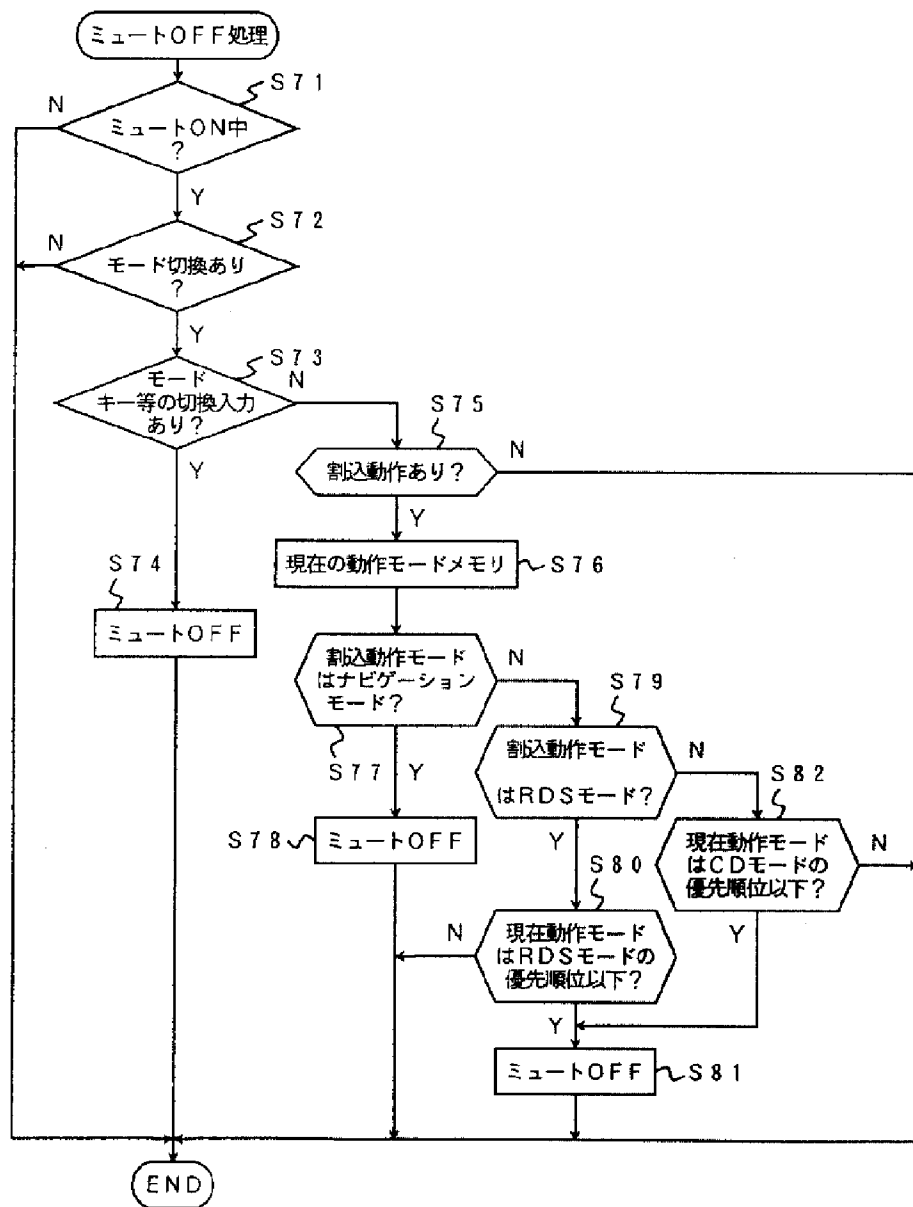 ミュートOFF処理
S71
N
ミュートON中
?
Y
S72
N
モード切換あり
?
Y
S73
モード
キー等の切換入力
あり?
N
Y
S75
割込動作あり?
N
Y
現在の動作モードメモリ
S76
S74
ミュートOFF
割込動作モード
はナビゲーション
モード?
N
S77
Y
S79
割込動作モード
はRDSモード?
N
Y
S78
ミュートOFF
S82
現在動作モード
はCDモードの
優先順位以下?
N
Y
S80
現在動作モード
はRDSモードの
優先順位以下?
N
Y
ミュートOFF
S81
END